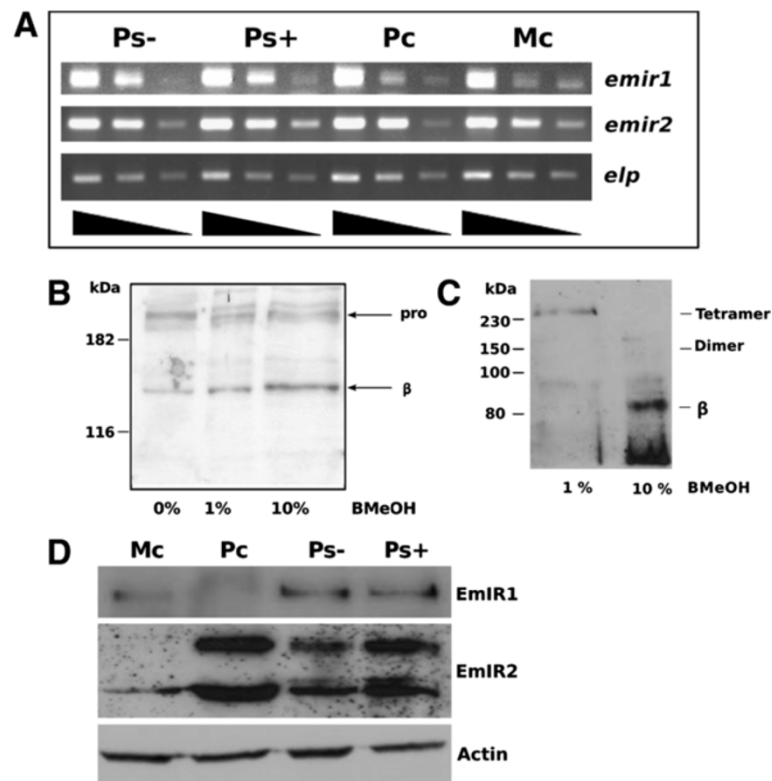 A
Ps- Ps+ Pc Mc
emir1
emir2
elp
B
kDa
pro
182
β
116
0% 1% 10% BMeOH
C
kDa
230
Tetramer
150
Dimer
100
80
β
1 % 10 % BMeOH
D
Mc Pc Ps- Ps+
EmIR1
EmIR2
Actin